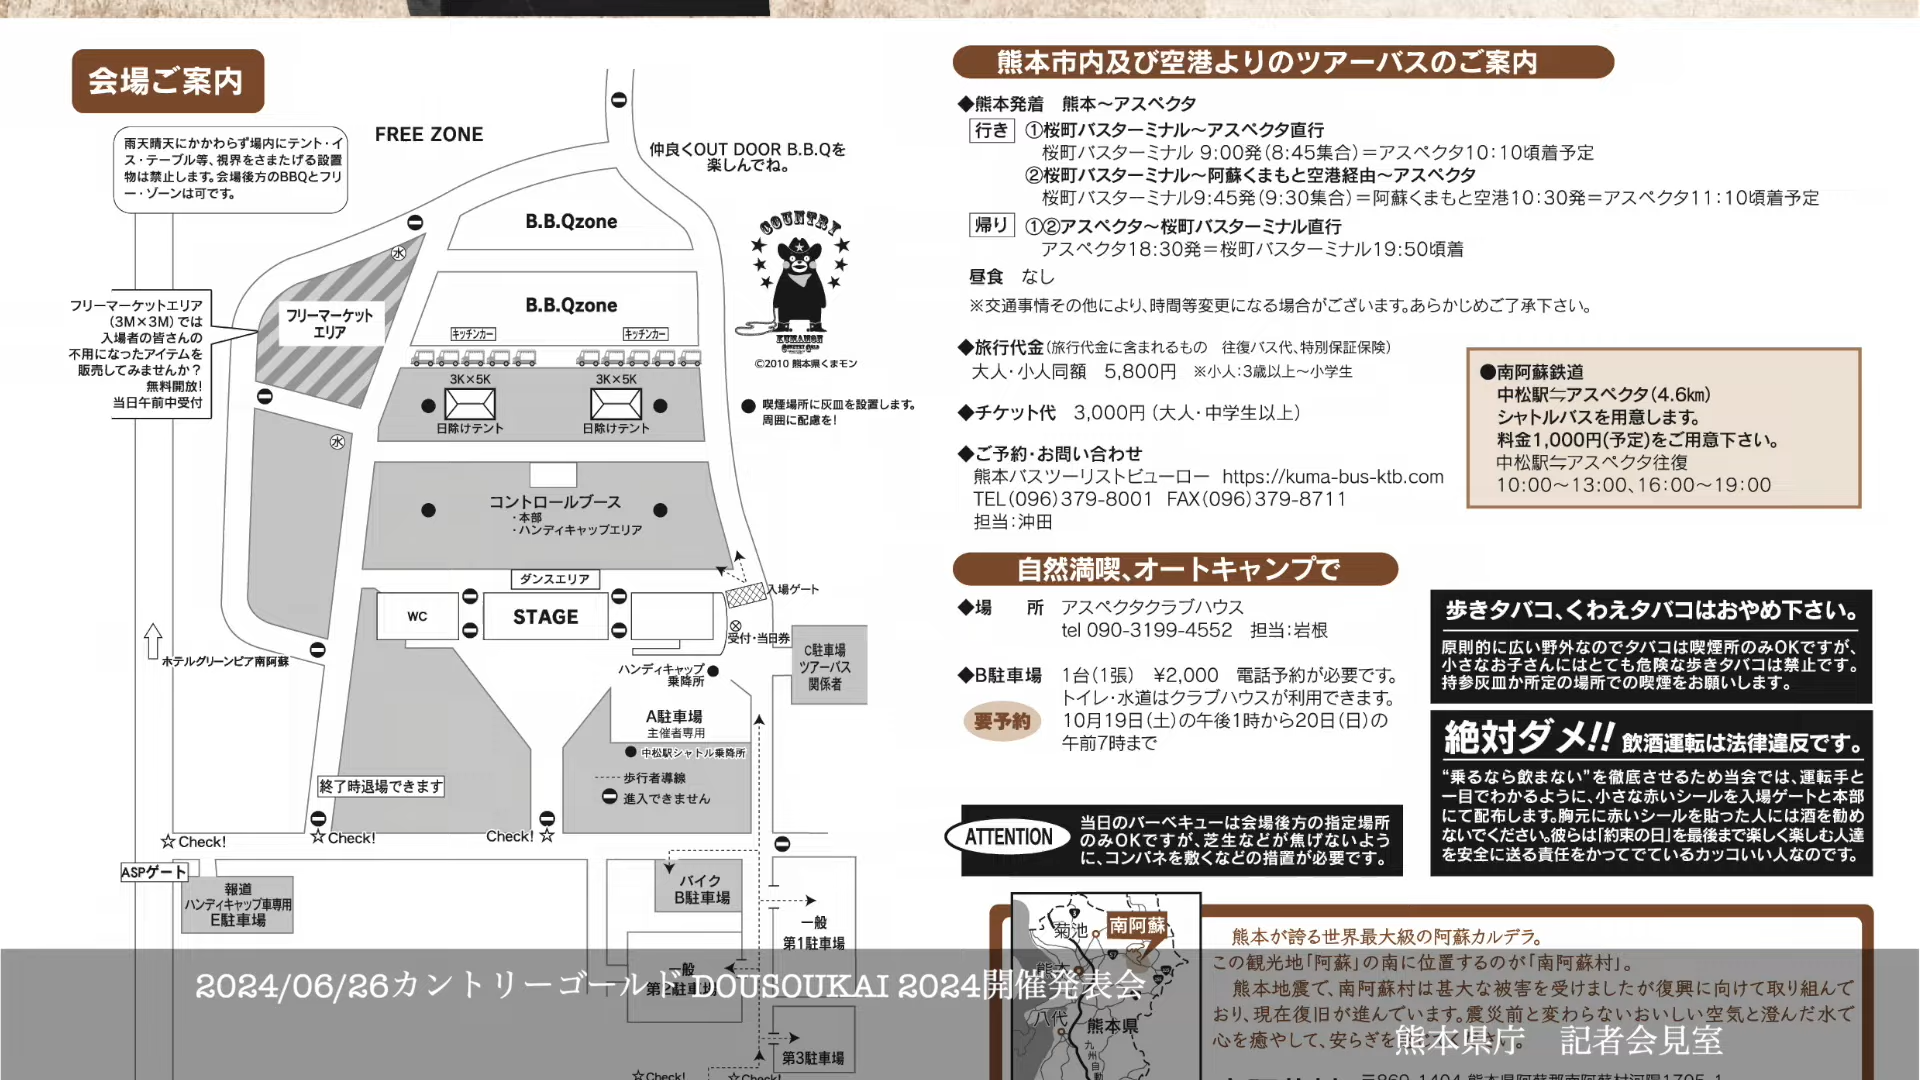 会場ご案内
雨天晴天にかかわらず場内にテント・イ
ス・テーブル等、視界をさまたげる設置
物は禁止します。会場後方のBBQとフリ
ー・ゾーンは可です。
FREE ZONE
仲良くOUT DOOR B.B.Qを
楽しんでね。
B.B.Qzone
B.B.Qzone
水
フリーマーケット
エリア
フリーマーケットエリア
(3M×3M)では
入場者の皆さんの
不用になったアイテムを
販売してみませんか?
無料開放!
当日午前中受付
キッチンカー
キッチンカー
COUNTRY
KUMAMON
COUNTRY GOLD
©2010 熊本県くまモン
3K×5K
3K×5K
日除けテント
日除けテント
●喫煙場所に灰皿を設置します。
周囲に配慮を!
水
コントロールブース
・本部
・ハンディキャップエリア
ダンスエリア
WC
STAGE
入場ゲート
受付・当日券
ホテルグリーンピア南阿蘇
ハンディキャップ
乗降所
C駐車場
ツアーバス
関係者
A駐車場
主催者専用
中松駅シャトル乗降所
歩行者導線
進入できません
終了時退場できます
☆Check!
☆Check!
Check!☆
ASPゲート
報道
ハンディキャップ車専用
E駐車場
バイク
B駐車場
一般
第1駐車場
一般
第2駐車場
第3駐車場
☆Check!
☆Check!
熊本市内及び空港よりのツアーバスのご案内
◆熊本発着 熊本〜アスペクタ
行き ①桜町バスターミナル〜アスペクタ直行
桜町バスターミナル 9:00発(8:45集合)=アスペクタ10:10頃着予定
②桜町バスターミナル〜阿蘇くまもと空港経由〜アスペクタ
桜町バスターミナル9:45発(9:30集合)=阿蘇くまもと空港10:30発=アスペクタ11:10頃着予定
帰り ①②アスペクタ〜桜町バスターミナル直行
アスペクタ18:30発=桜町バスターミナル19:50頃着
昼食 なし
※交通事情その他により、時間等変更になる場合がございます。あらかじめご了承下さい。
◆旅行代金(旅行代金に含まれるもの 往復バス代、特別保証保険)
大人・小人同額 5,800円 ※小人:3歳以上〜小学生
◆チケット代 3,000円(大人・中学生以上)
◆ご予約・お問い合わせ
熊本バスツーリストビューロー https://kuma-bus-ktb.com
TEL(096)379-8001 FAX(096)379-8711
担当:沖田
●南阿蘇鉄道
中松駅⇆アスペクタ(4.6km)
シャトルバスを用意します。
料金1,000円(予定)をご用意下さい。
中松駅⇆アスペクタ往復
10:00〜13:00、16:00〜19:00
自然満喫、オートキャンプで
◆場 所 アスペクタクラブハウス
tel 090-3199-4552 担当:岩根
◆B駐車場 1台(1張) ¥2,000 電話予約が必要です。
トイレ・水道はクラブハウスが利用できます。
要予約 10月19日(土)の午後1時から20日(日)の
午前7時まで
ATTENTION
当日のバーベキューは会場後方の指定場所
のみOKですが、芝生などが焦げないよう
に、コンパネを敷くなどの措置が必要です。
歩きタバコ、くわえタバコはおやめ下さい。
原則的に広い野外なのでタバコは喫煙所のみOKですが、
小さなお子さんにはとても危険な歩きタバコは禁止です。
持参灰皿か所定の場所での喫煙をお願いします。
絶対ダメ!! 飲酒運転は法律違反です。
“乗るなら飲まない”を徹底させるため当会では、運転手と
一目でわかるように、小さな赤いシールを入場ゲートと本部
にて配布します。胸元に赤いシールを貼った人には酒を勧め
ないでください。彼らは「約束の日」を最後まで楽しく楽しむ人達
を安全に送る責任をかってでているカッコいい人なのです。
菊池
南阿蘇
熊本
八代
熊本県
九州自動
熊本が誇る世界最大級の阿蘇カルデラ。
この観光地「阿蘇」の南に位置するのが「南阿蘇村」。
熊本地震で、南阿蘇村は甚大な被害を受けましたが復興に向けて取り組んで
おり、現在復旧が進んでいます。震災前と変わらないおいしい空気と澄んだ水で
心を癒やして、安らぎを
2024/06/26カントリーゴールド DOUSOUKAI 2024開催発表会
熊本県庁 記者会見室
〒869-1404 熊本県阿蘇郡南阿蘇村河陽1705-1